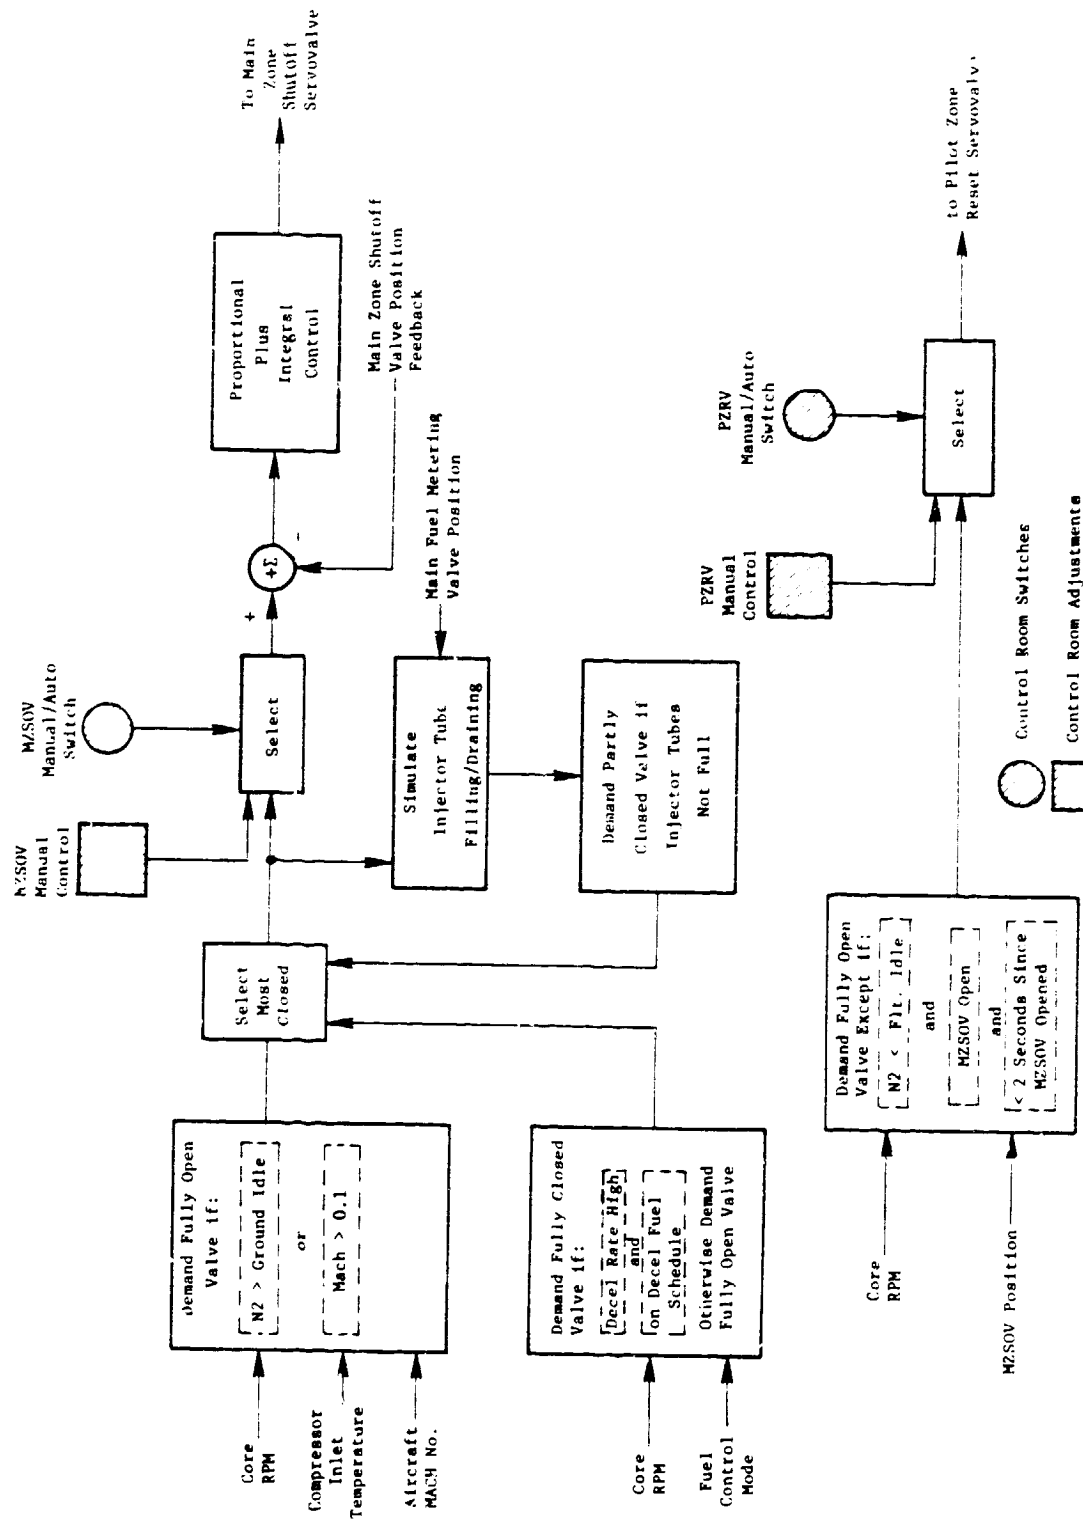 Core
RPM
Compressor
Inlet
Temperature
Aircraft
MACH No.
Demand Fully Open
Valve if:
N2 > Ground Idle
or
Mach > 0.1
Core
RPM
Fuel
Control
Mode
Demand Fully Closed
Valve if:
Decel Rate High
and
on Decel Fuel
Schedule
Otherwise Demand
Fully Open Valve
Select
Most
Closed
MZSOV
Manual
Control
MZSOV
Manual/Auto
Switch
Select
+
+Σ
-
Proportional
Plus
Integral
Control
To Main
Zone
Shutoff
Servovalve
Main Zone Shutoff
Valve Position
Feedback
Simulate
Injector Tube
Filling/Draining
Main Fuel Metering
Valve Position
Demand Partly
Closed Valve if
Injector Tubes
Not Full
Core
RPM
MZSOV Position
Demand Fully Open
Valve Except if:
N2 < Flt. Idle
and
MZSOV Open
and
< 2 Seconds Since
MZSOV Opened
PZRV
Manual
Control
PZRV
Manual/Auto
Switch
Select
to Pilot Zone
Reset Servovalve
Control Room Switches
Control Room Adjustments